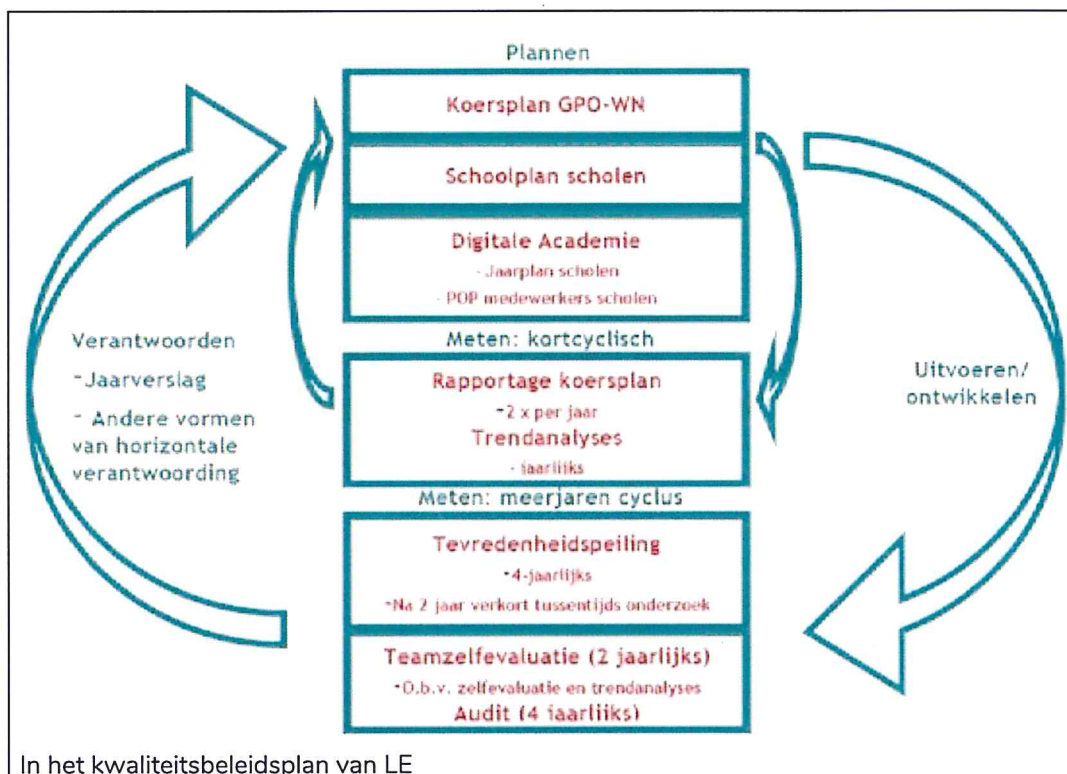 Plannen
Koersplan GPO-WN
Schoolplan scholen
Digitale Academie
- Jaarplan scholen
- POP medewerkers scholen
Meten: kortcyclisch
Rapportage koersplan
-2 x per jaar
Trendanalyses
- jaarlijks
Meten: meerjaren cyclus
Tevredenheidspeiling
-4-jaarlijks
-Na 2 jaar verkort tussentijds onderzoek
Teamzelfevaluatie (2 jaarlijks)
-O.b.v. zelfevaluatie en trendanalyses
Audit (4 jaarlijks)
Verantwoorden
-Jaarverslag
- Andere vormen
van horizontale
verantwoording
Uitvoeren/
ontwikkelen
In het kwaliteitsbeleidsplan van LE